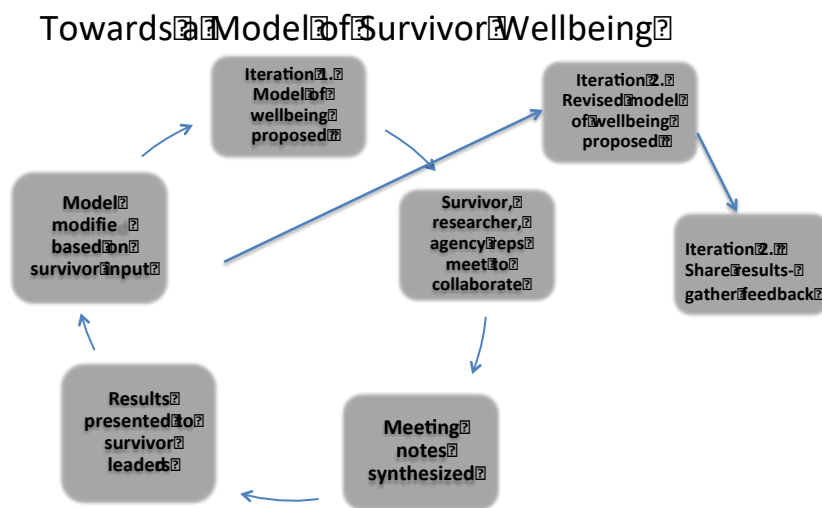 Towards a Model of Survivor Wellbeing
Iteration 1.
Model of
wellbeing
proposed
Iteration 2.
Revised model
of wellbeing
proposed
Survivor,
researcher,
agency reps
meet to
collaborate
Iteration 2.
Share results-
gather feedback
Meeting
notes
synthesized
Results
presented to
survivor
leaders
Model
modified
based on
survivor input